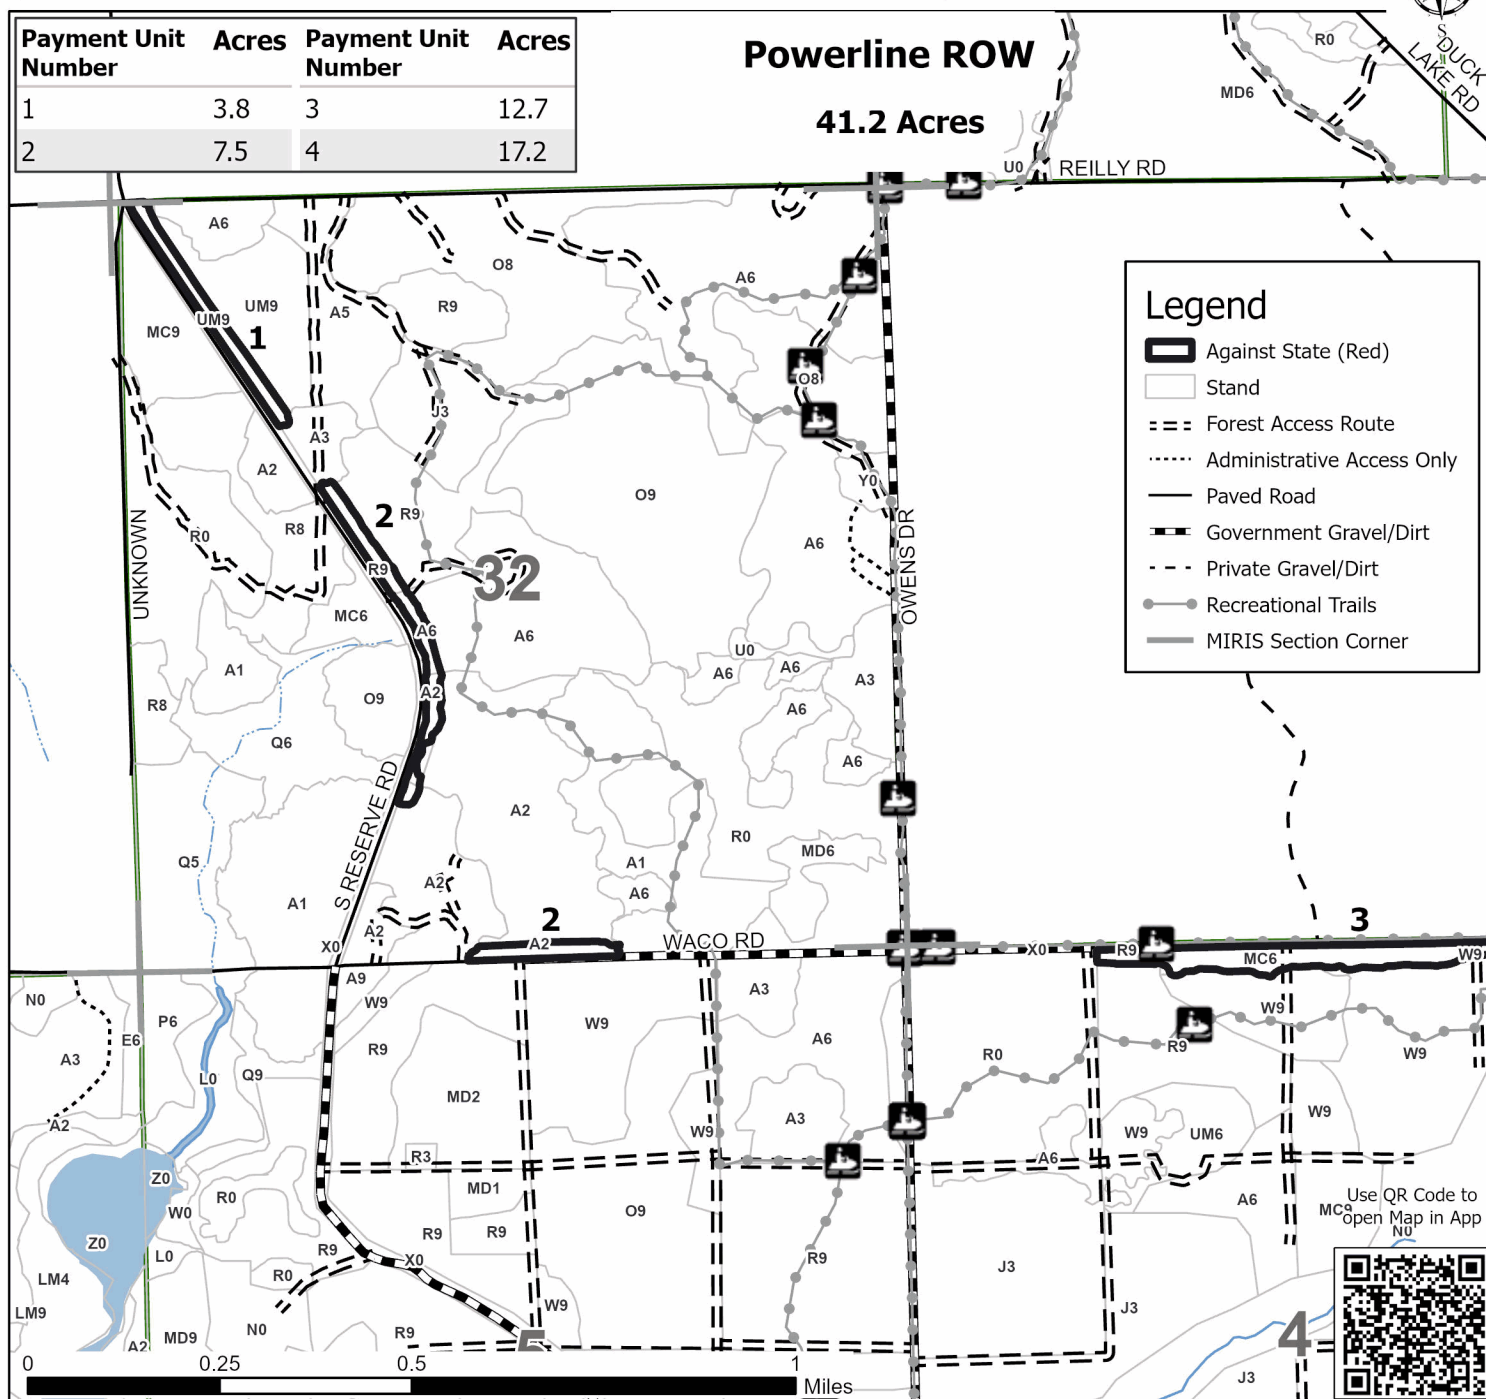 Payment Unit Number Acres Payment Unit Number Acres
1 3.8 3 12.7
2 7.5 4 17.2
Powerline ROW
41.2 Acres
S
DUCK
LAKE RD
R0
MD6
U0 REILLY RD
A6
O8
A6
UM9
UM9
MC9
1
A5
R9
O8
J3
A3
A2
Y0
R9
2
O9
R8
R0
A6
UNKNOWN
OWENS DR
R9
32
MC6
A6
A6
U0
A6
A6
A3
A1
O9
A2
R8
A6
Q6
A6
S RESERVE RD
A2
R0
MD6
Q5
A1
A6
A2
A1
2
3
X0
A2
A2
WACO RD
X0
R9
MC6
W9
Legend
Against State (Red)
Stand
Forest Access Route
Administrative Access Only
Paved Road
Government Gravel/Dirt
Private Gravel/Dirt
Recreational Trails
MIRIS Section Corner
A9
W9
A3
N0
P6
W9
W9
E6
R9
A6
R9
A3
R0
W9
L0
Q9
MD2
A3
W9
A2
W9
W9
UM6
R3
A6
Z0
MD1
R0
W0
O9
A6
MC9
R9
R9
N0
Z0
L0
R9
X0
R9
R0
J3
LM4
LM9
W9
J3
N0
R9
MD9
A2
5
4
J3
Use QR Code to
open Map in App
0 0.25 0.5 1
Miles